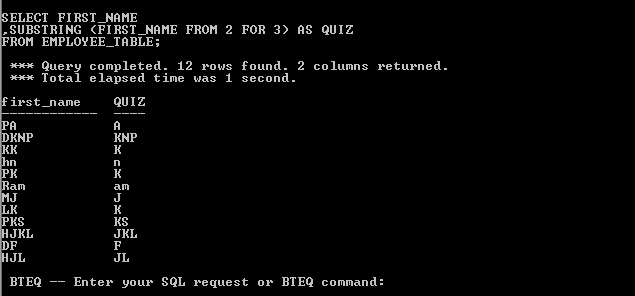 SELECT FIRST_NAME
,SUBSTRING (FIRST_NAME FROM 2 FOR 3) AS QUIZ
FROM EMPLOYEE_TABLE;
*** Query completed. 12 rows found. 2 columns returned.
*** Total elapsed time was 1 second.
first_name QUIZ
------------ ----
PA A
DKNP KNP
KK K
hn n
PK K
Ram am
MJ J
LK K
PKS KS
HJKL JKL
DF F
HJL JL
BTEQ -- Enter your SQL request or BTEQ command: